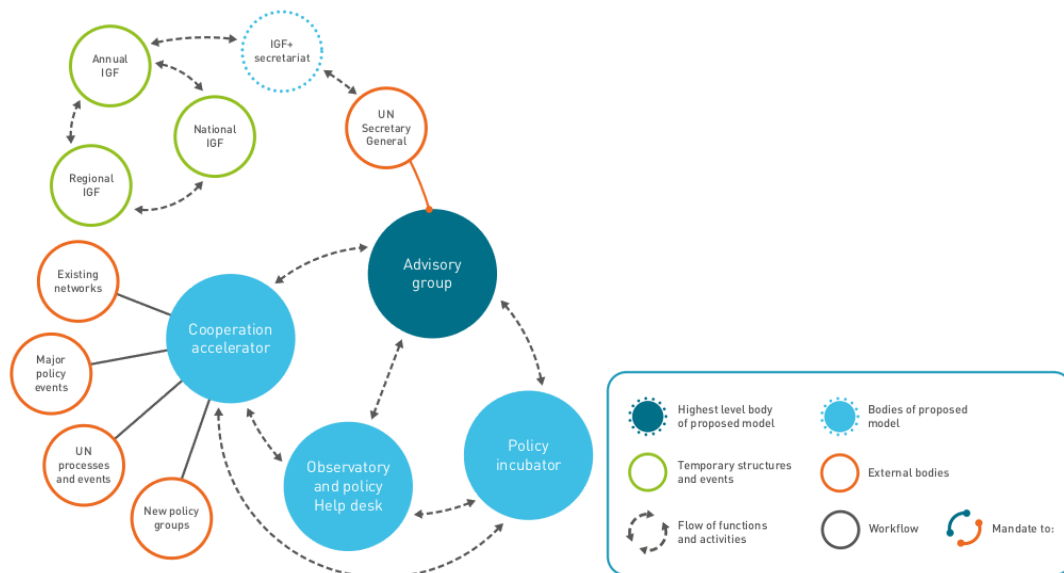 Annual
IGF
IGF+
secretariat
National
IGF
UN
Secretary
General
Regional
IGF
Advisory
group
Existing
networks
Cooperation
accelerator
Major
policy
events
UN
processes
and events
New policy
groups
Observatory
and policy
Help desk
Policy
incubator
Highest level body
of proposed model
Bodies of proposed
model
Temporary structures
and events
External bodies
Flow of functions
and activities
Workflow
Mandate to: